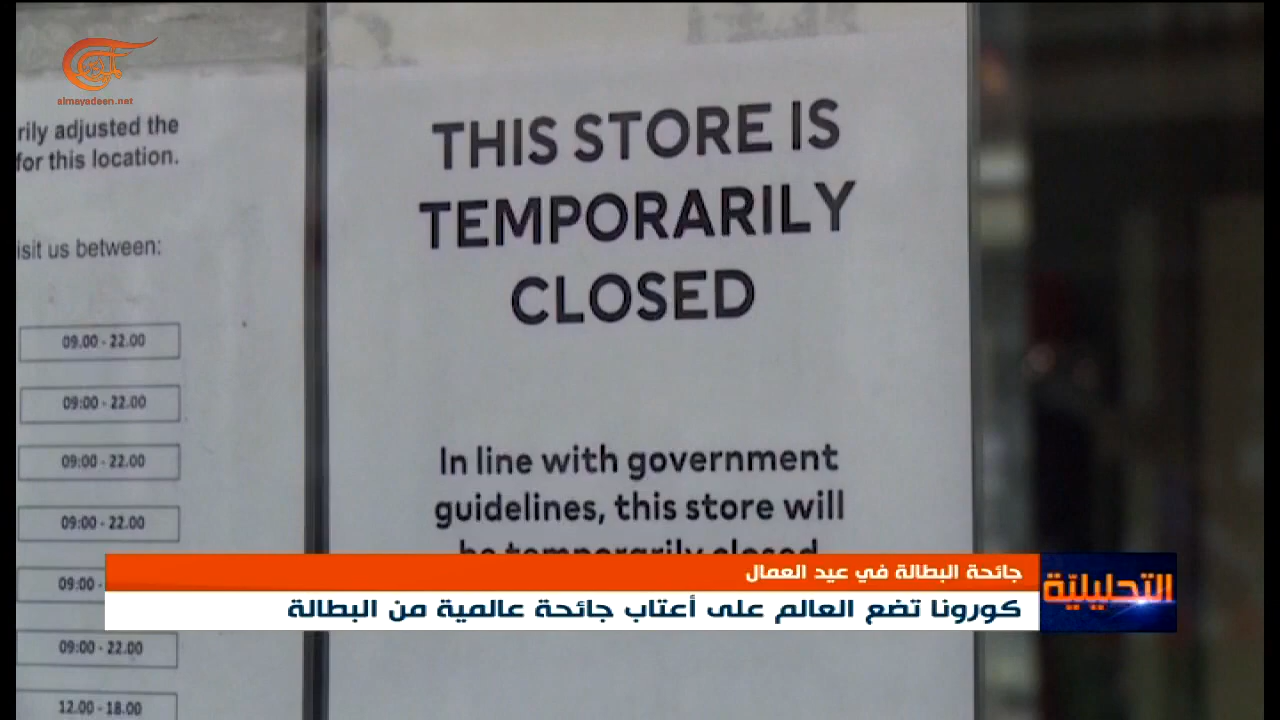 almayadeen.net
rily adjusted the
for this location.
isit us between:
09.00 - 22.00
09:00 - 22.00
09:00 - 22.00
09:00 - 22.00
09:00 -
09:00 - 22.00
12.00 - 18.00
THIS STORE IS
TEMPORARILY
CLOSED
In line with government
guidelines, this store will
be temporarily closed
جائحة البطالة في عيد العمال
التحليلية
كورونا تضع العالم على أعتاب جائحة عالمية من البطالة